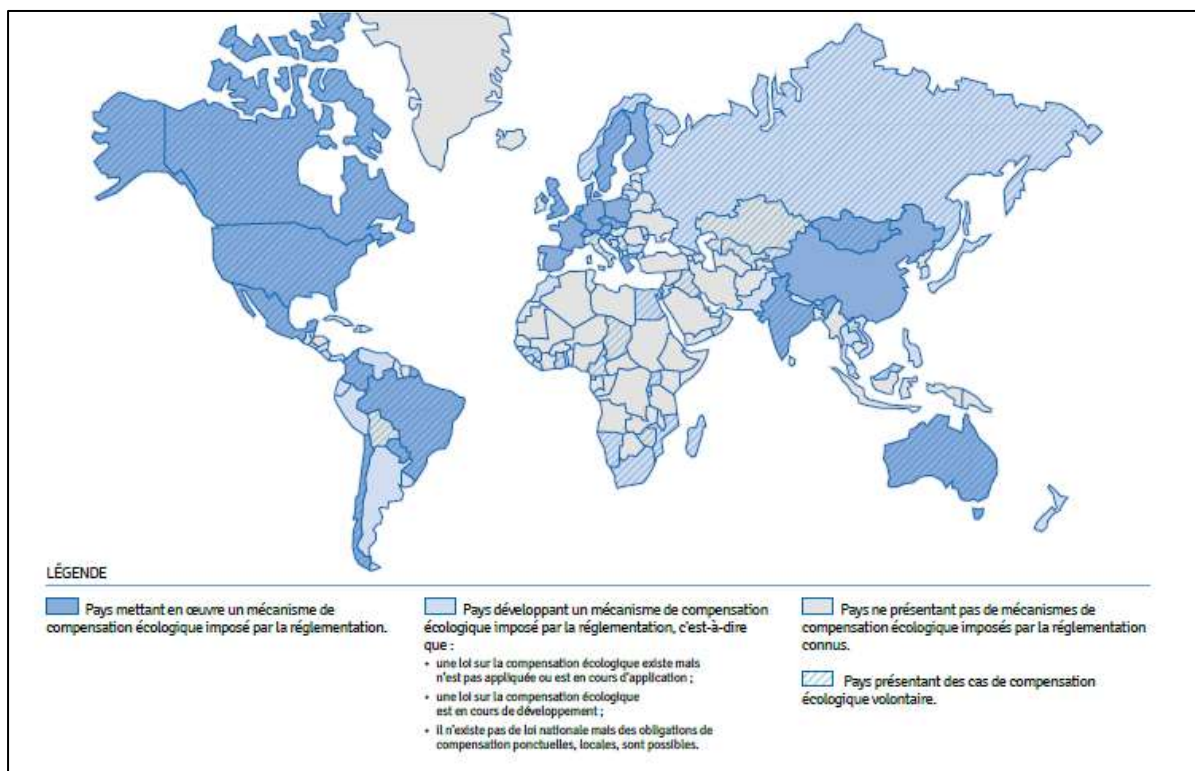 LÉGENDE
Pays mettant en œuvre un mécanisme de
compensation écologique imposé par la réglementation.
Pays développant un mécanisme de compensation
écologique imposé par la réglementation, c'est-à-dire
que :
• une loi sur la compensation écologique existe mais
n'est pas appliquée ou est en cours d'application ;
• une loi sur la compensation écologique
est en cours de développement ;
• il n'existe pas de loi nationale mais des obligations de
compensation ponctuelles, locales, sont possibles.
Pays ne présentant pas de mécanismes de
compensation écologique imposés par la réglementation
connus.
Pays présentant des cas de compensation
écologique volontaire.